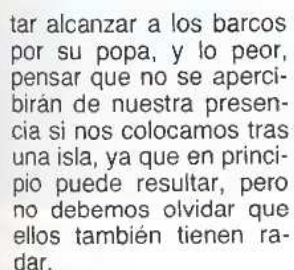 tar alcanzar a los barcos
por su popa, y lo peor,
pensar que no se aperci-
birán de nuestra presen-
cia si nos colocamos tras
una isla, ya que en princi-
pio puede resultar, pero
no debemos olvidar que
ellos también tienen ra-
dar.